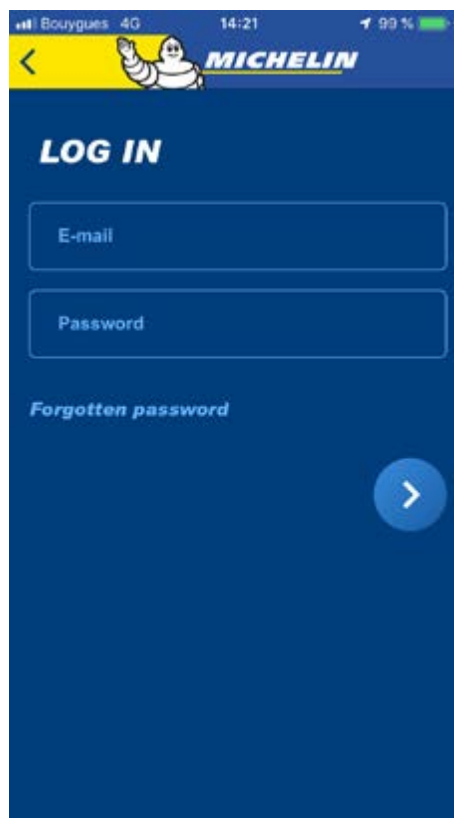 Bouygues 4G 14:21 99 %
MICHELIN
LOG IN
E-mail
Password
Forgotten password